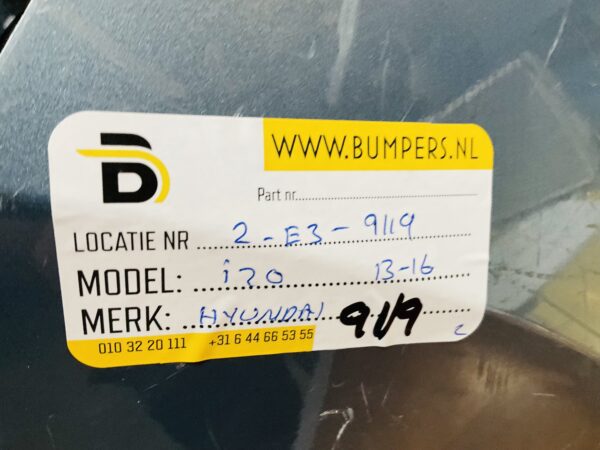 WWW.BUMPERS.NL
Part nr
LOCATIE NR 2-E3-9119
MODEL: i20 13-16
MERK: HYUNDAI 9119
010 32 20 111 +31 6 44 66 53 55